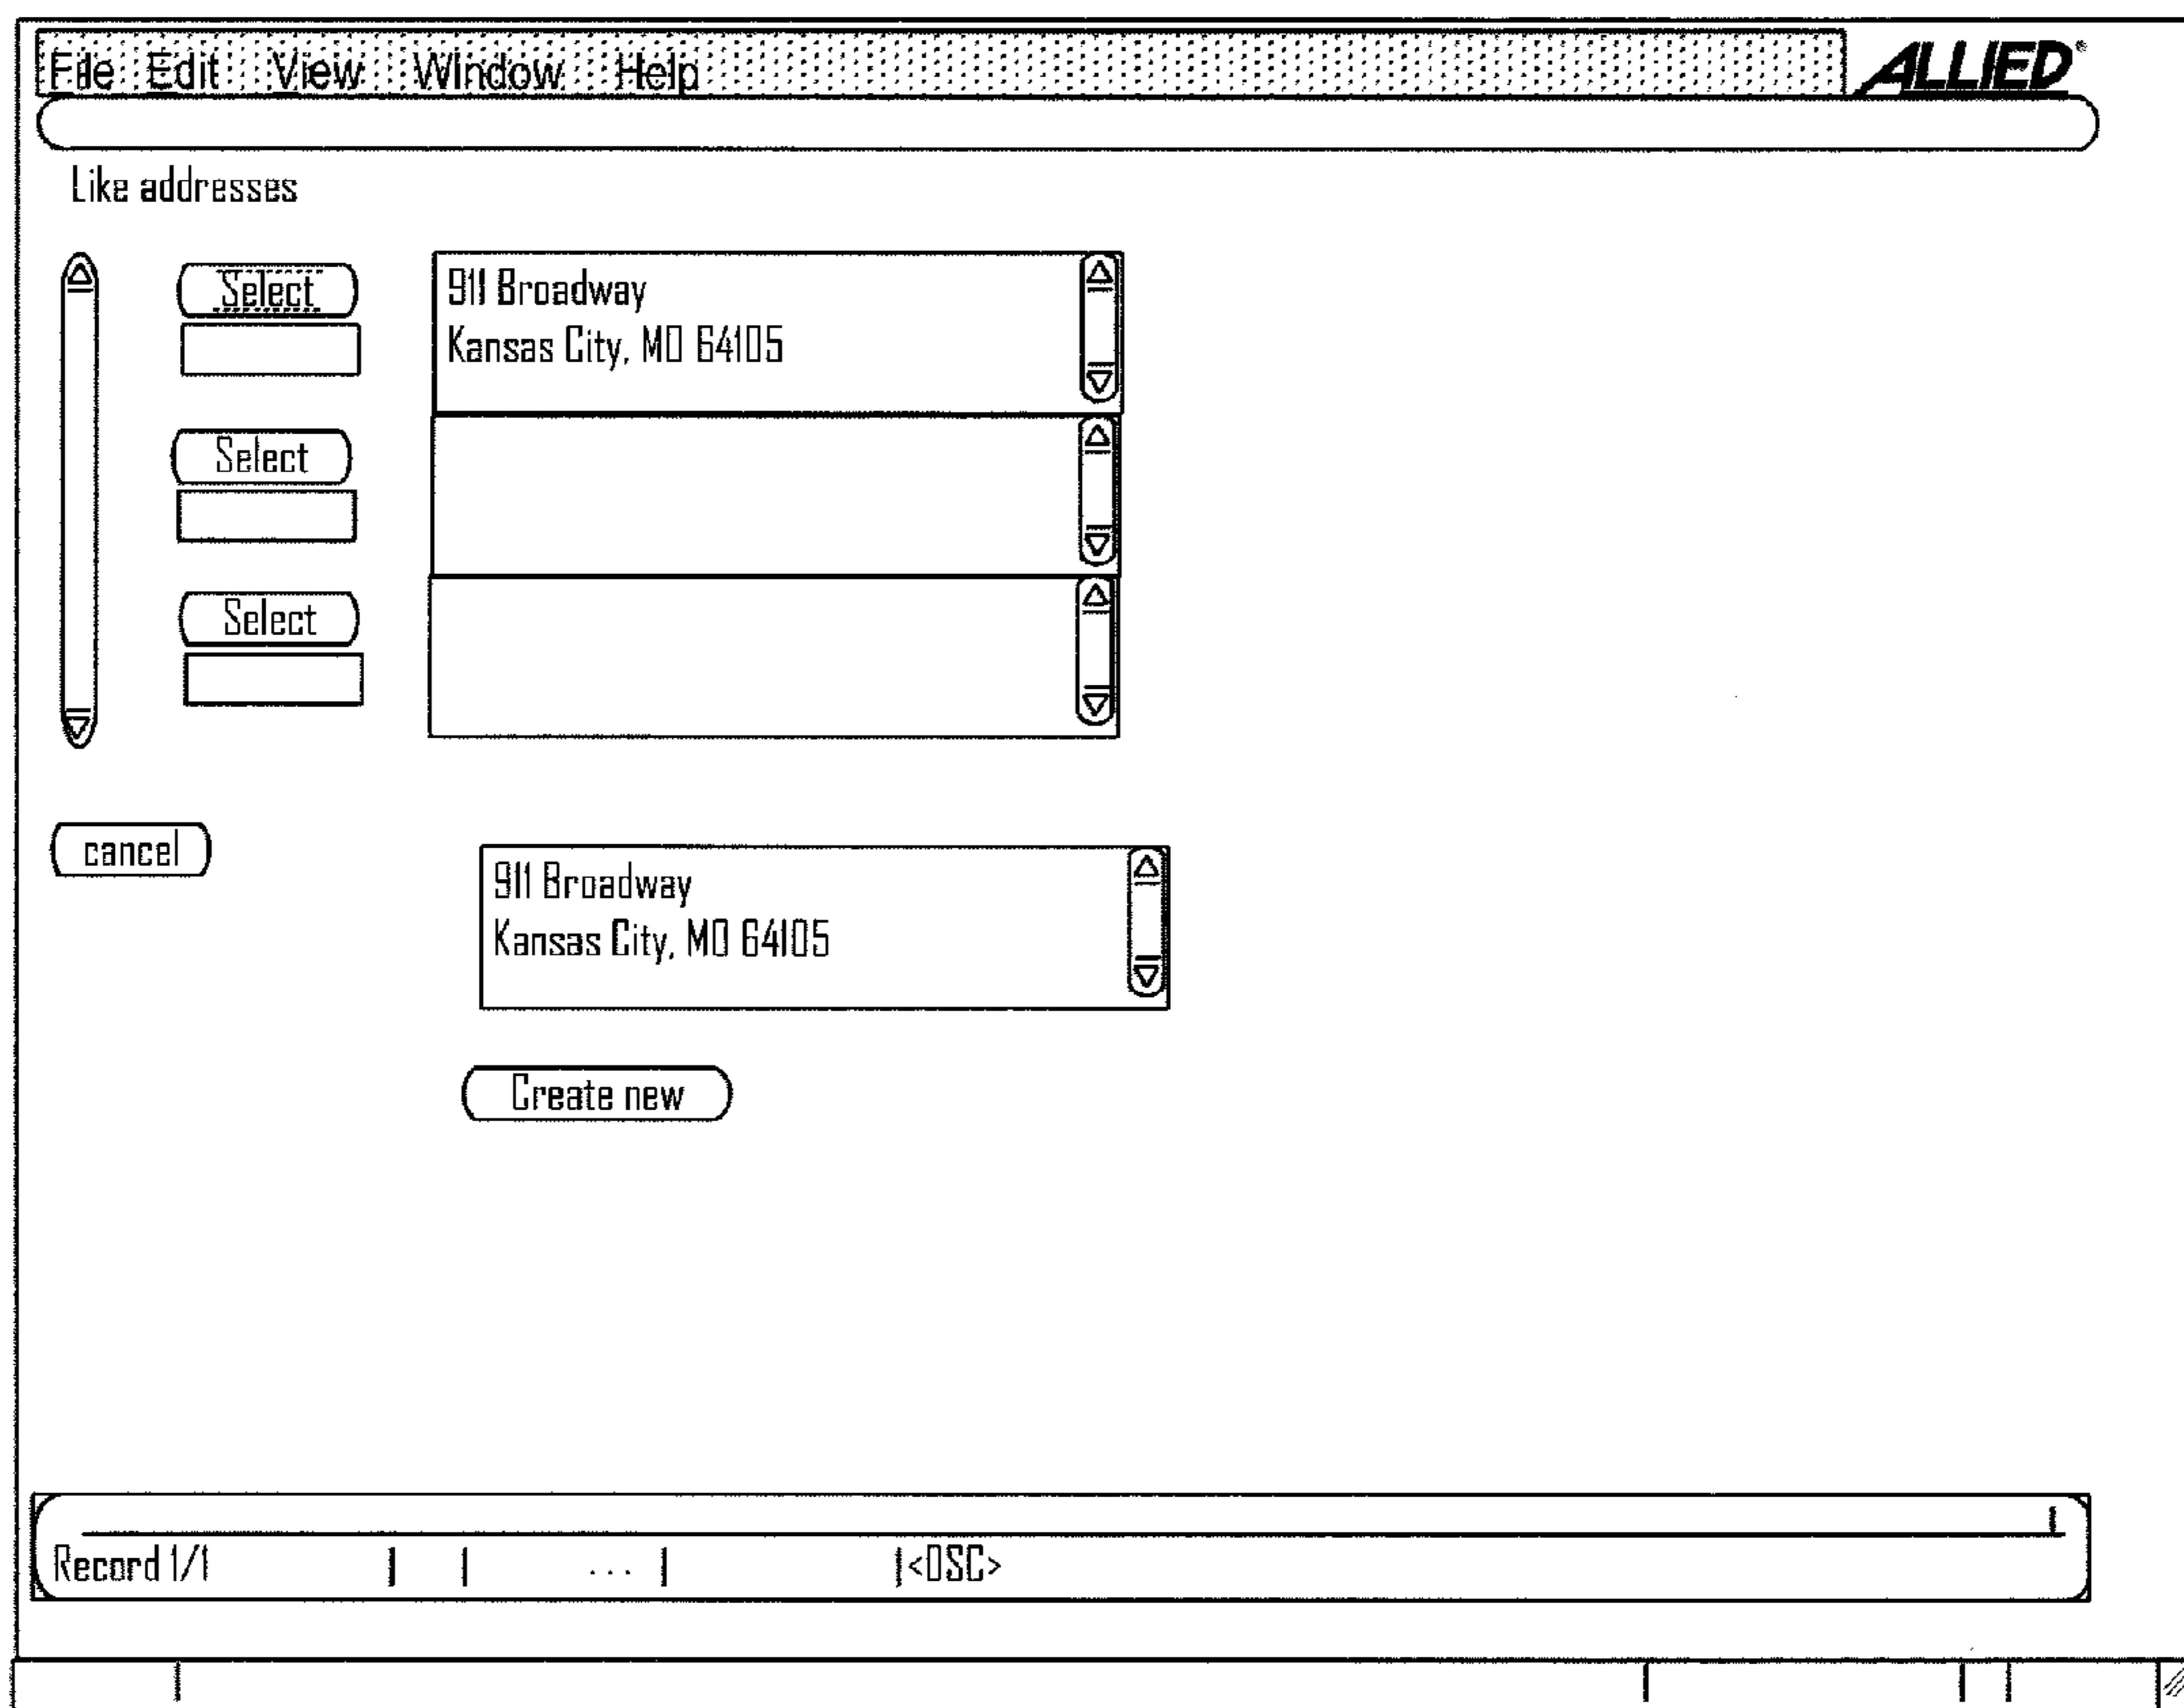 File Edit View Window Help
ALLIED®
Like addresses
Select
911 Broadway
Kansas City, MO 64105
Select
Select
cancel
911 Broadway
Kansas City, MO 64105
Create new
Record 1/1 | | ... | |<OSC>